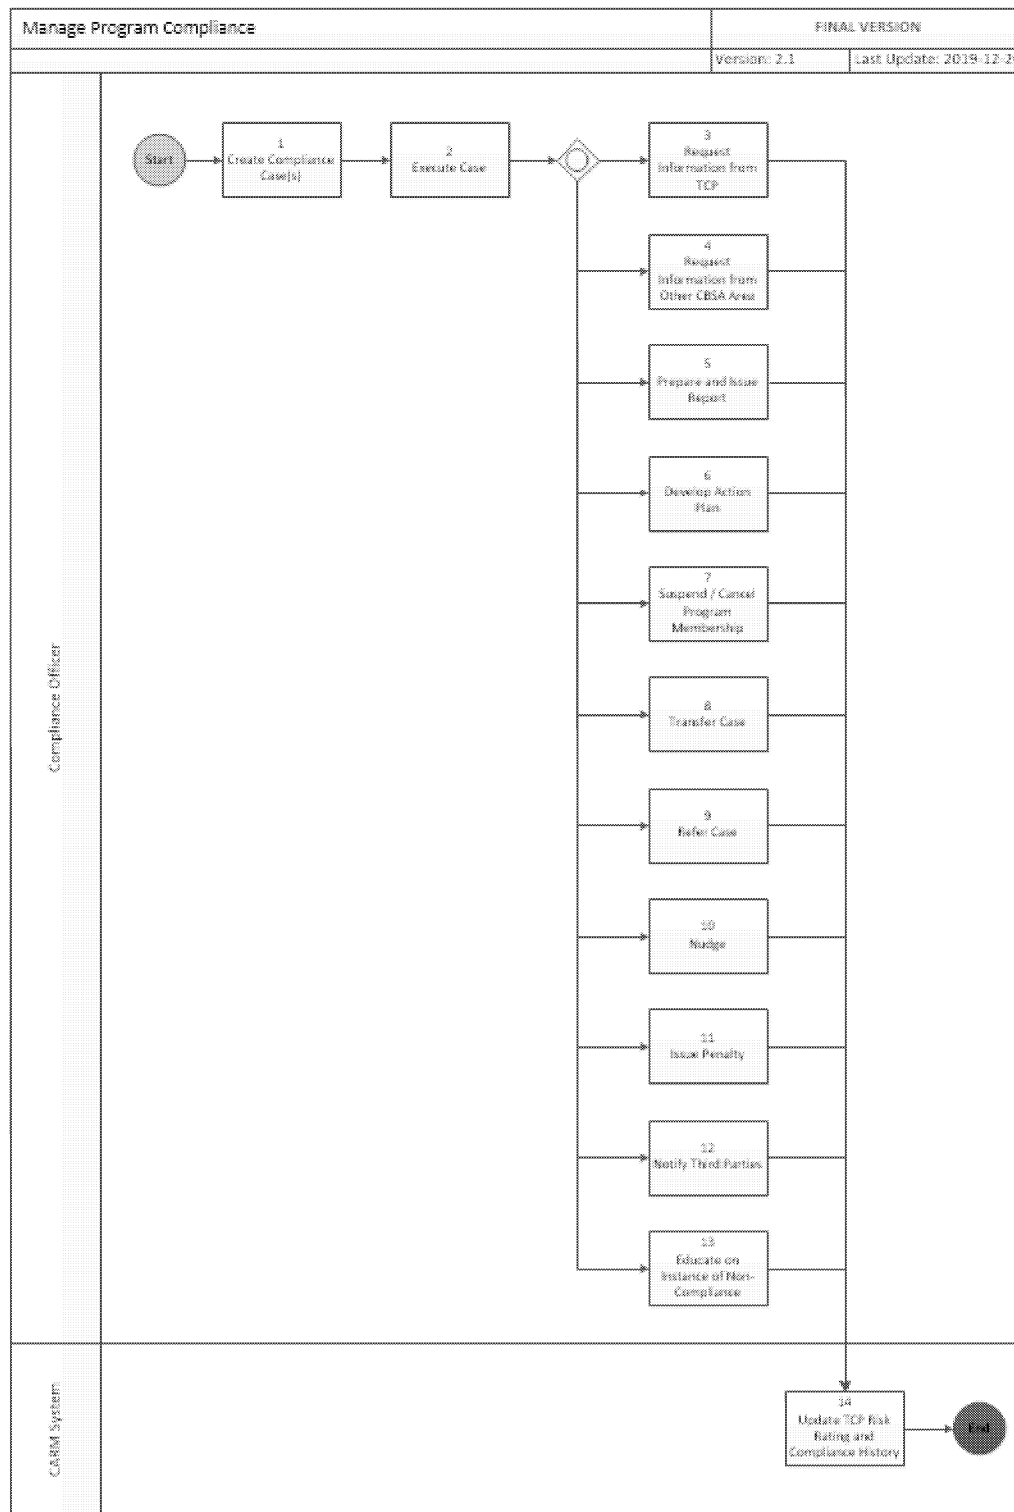 Manage Program Compliance
FINAL VERSION
Version: 2.1
Last Update: 2019-12-2
Compliance Officer
Start
1
Create Compliance
Case(s)
2
Execute Case
3
Request
Information from
TCP
4
Request
Information from
Other CBSA Area
5
Prepare and Issue
Report
6
Develop Action
Plan
7
Suspend / Cancel
Program
Membership
8
Transfer Case
9
Refer Case
10
Nudge
11
Issue Penalty
12
Notify Third Parties
13
Educate on
Instance of Non-
Compliance
CARM System
14
Update TCP Risk
Rating and
Compliance History
End